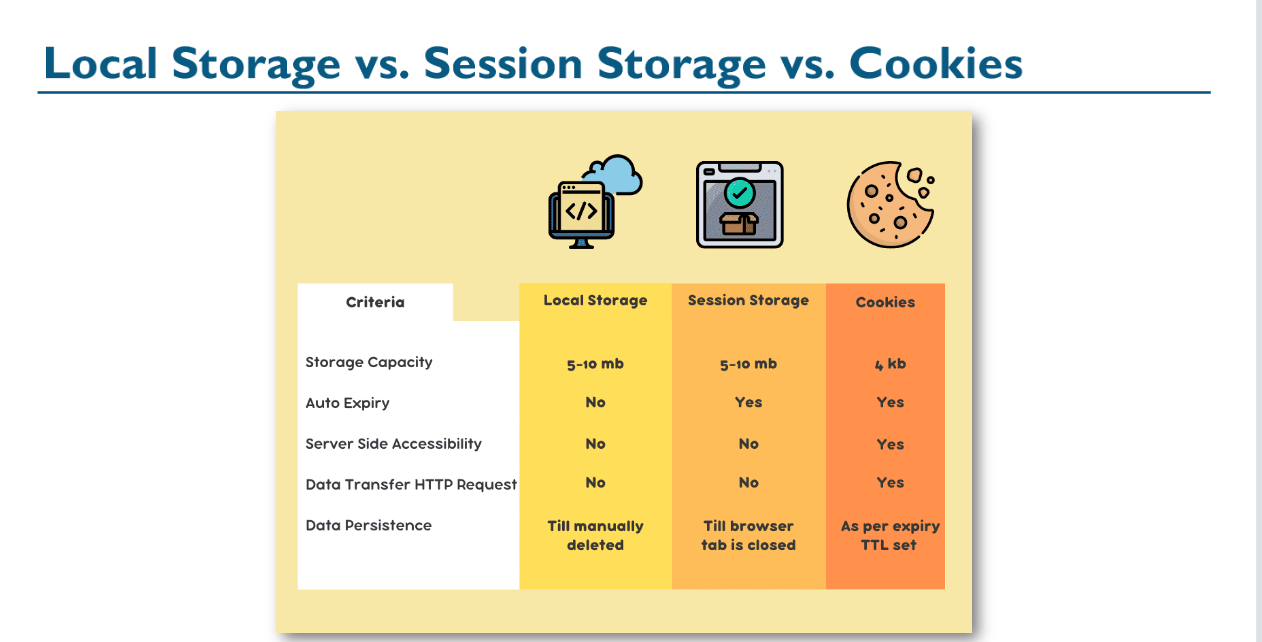 Local Storage vs. Session Storage vs. Cookies
</>
Criteria Local Storage Session Storage Cookies
Storage Capacity 5-10 mb 5-10 mb 4 kb
Auto Expiry No Yes Yes
Server Side Accessibility No No Yes
Data Transfer HTTP Request No No Yes
Data Persistence Till manually Till browser As per expiry
deleted tab is closed TTL set